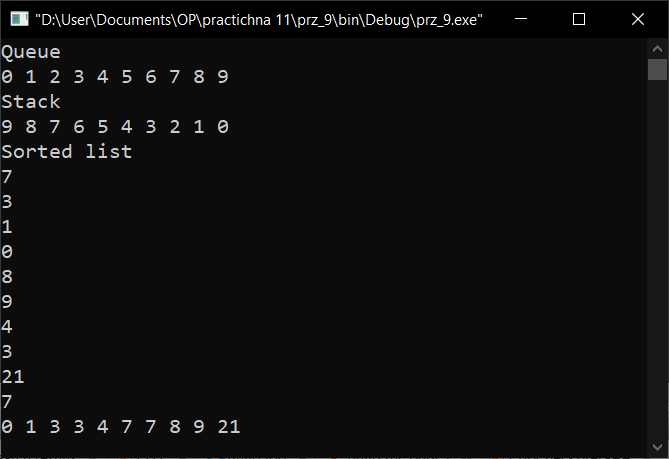 "D:\User\Documents\OP\practichna 11\prz_9\bin\Debug\prz_9.exe"
Queue
0 1 2 3 4 5 6 7 8 9
Stack
9 8 7 6 5 4 3 2 1 0
Sorted list
7
3
1
0
8
9
4
3
21
7
0 1 3 3 4 7 7 8 9 21